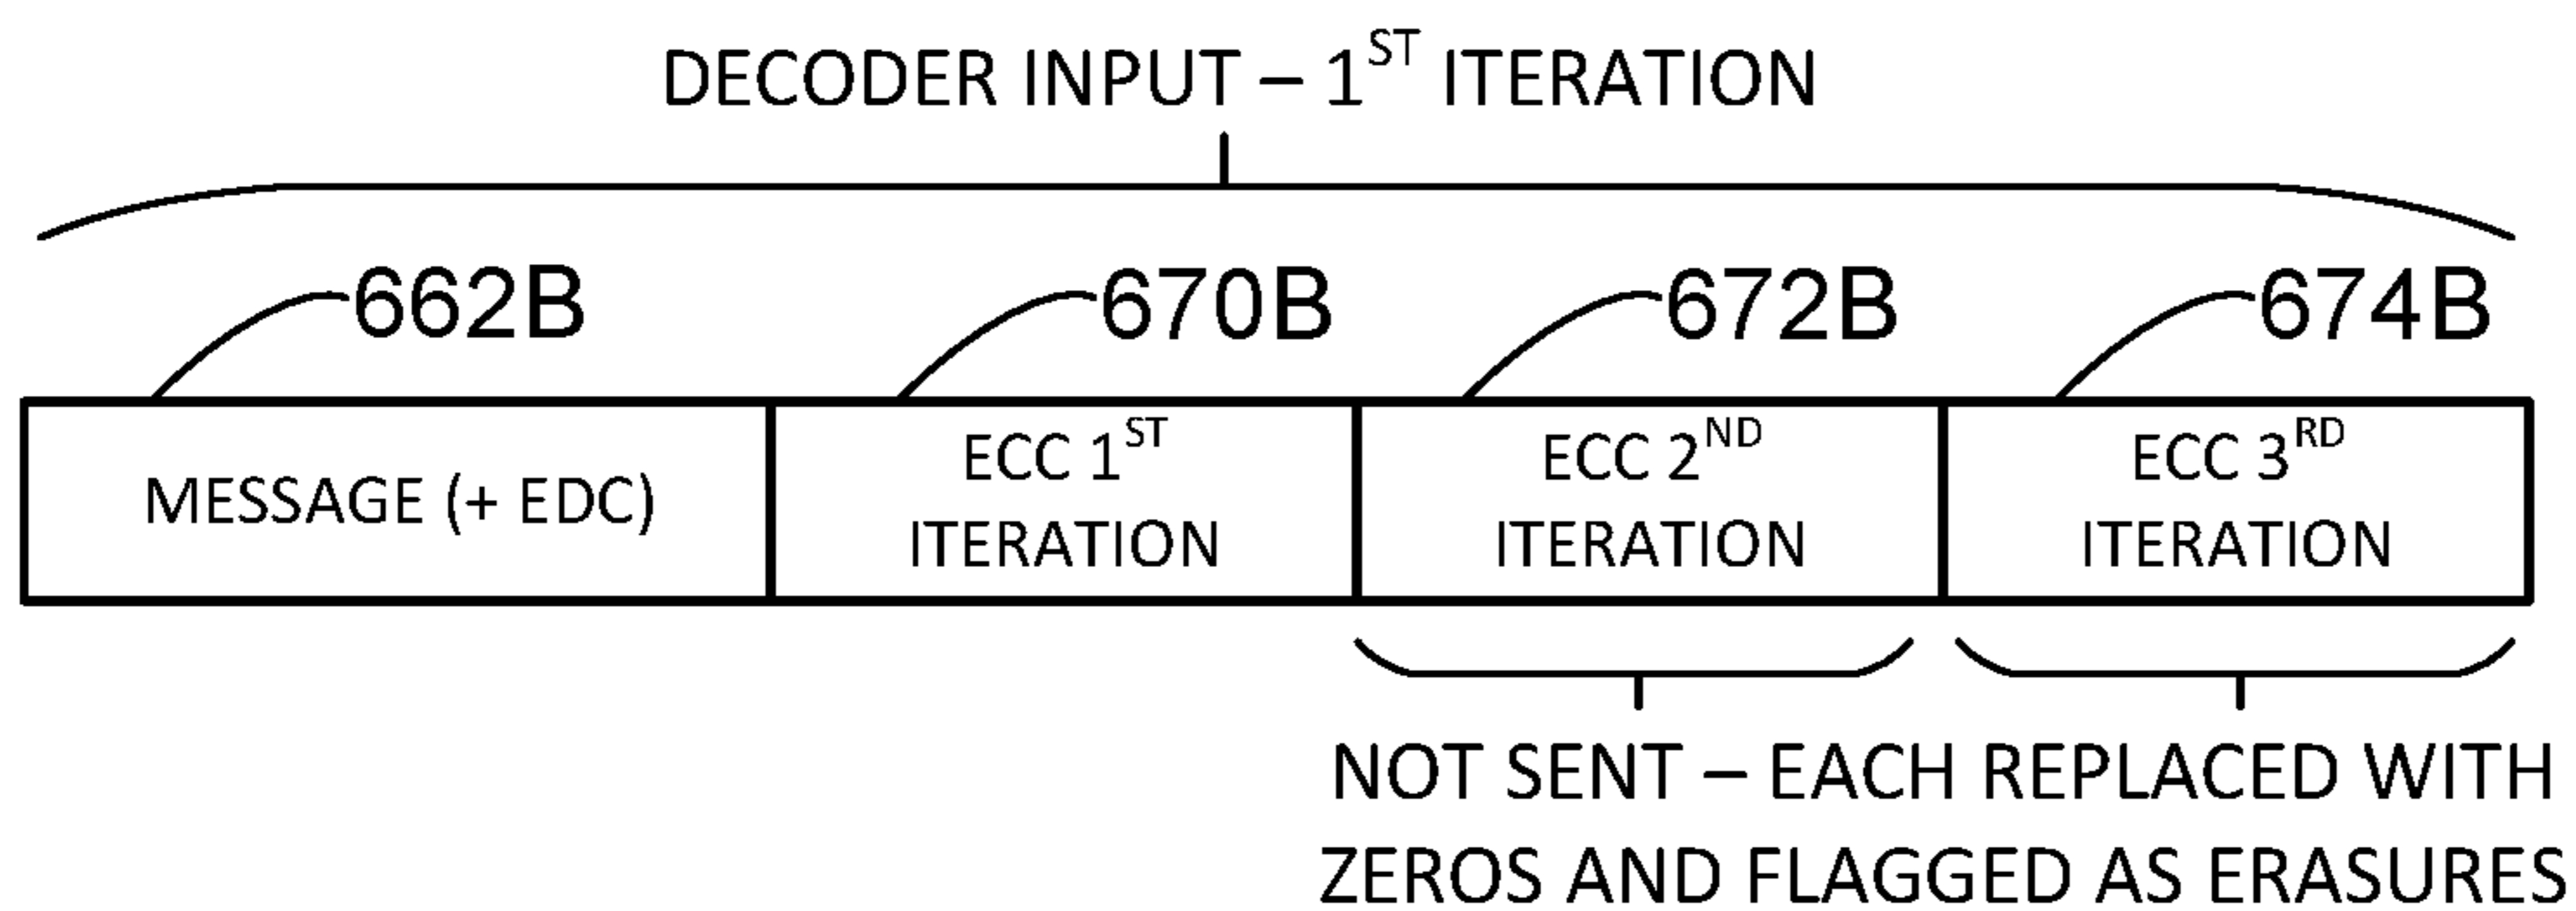 DECODER INPUT – 1ST ITERATION
662B 670B 672B 674B
MESSAGE (+ EDC)
ECC 1ST
ITERATION
ECC 2ND
ITERATION
ECC 3RD
ITERATION
NOT SENT – EACH REPLACED WITH
ZEROS AND FLAGGED AS ERASURES